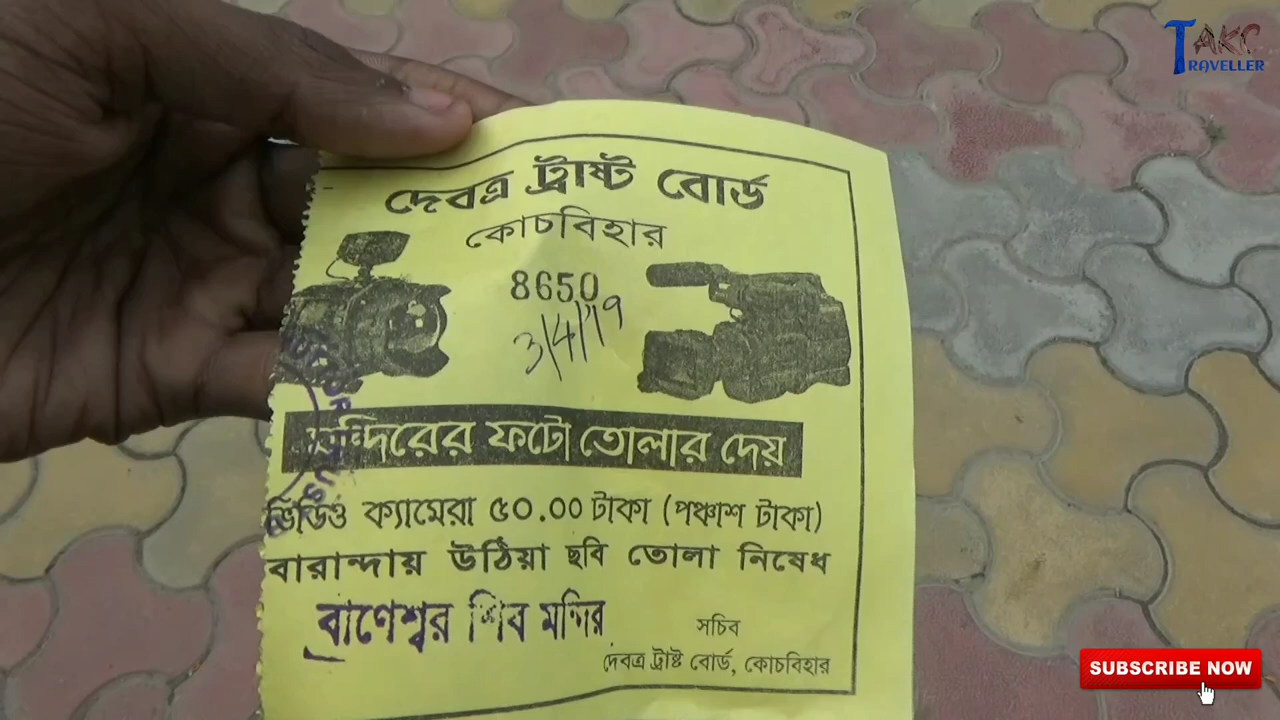 TAKC
TRAVELLER
দেবত্র ট্রাষ্ট বোর্ড
কোচবিহার
8650
3/4/19
মন্দিরের ফটো তোলার দেয়
ভিডিও ক্যামেরা ৫০.০০ টাকা (পঞ্চাশ টাকা)
বারান্দায় উঠিয়া ছবি তোলা নিষেধ
বাণেশ্বর শিব মন্দির
সচিব
দেবত্র ট্রাষ্ট বোর্ড, কোচবিহার
SUBSCRIBE NOW